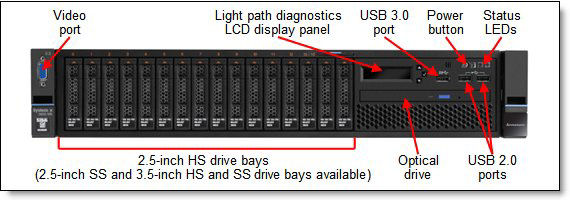 Video
port
Light path diagnostics
LCD display panel
USB 3.0
port
Power
button
Status
LEDs
2.5-inch HS drive bays
(2.5-inch SS and 3.5-inch HS and SS drive bays available)
Optical
drive
USB 2.0
ports